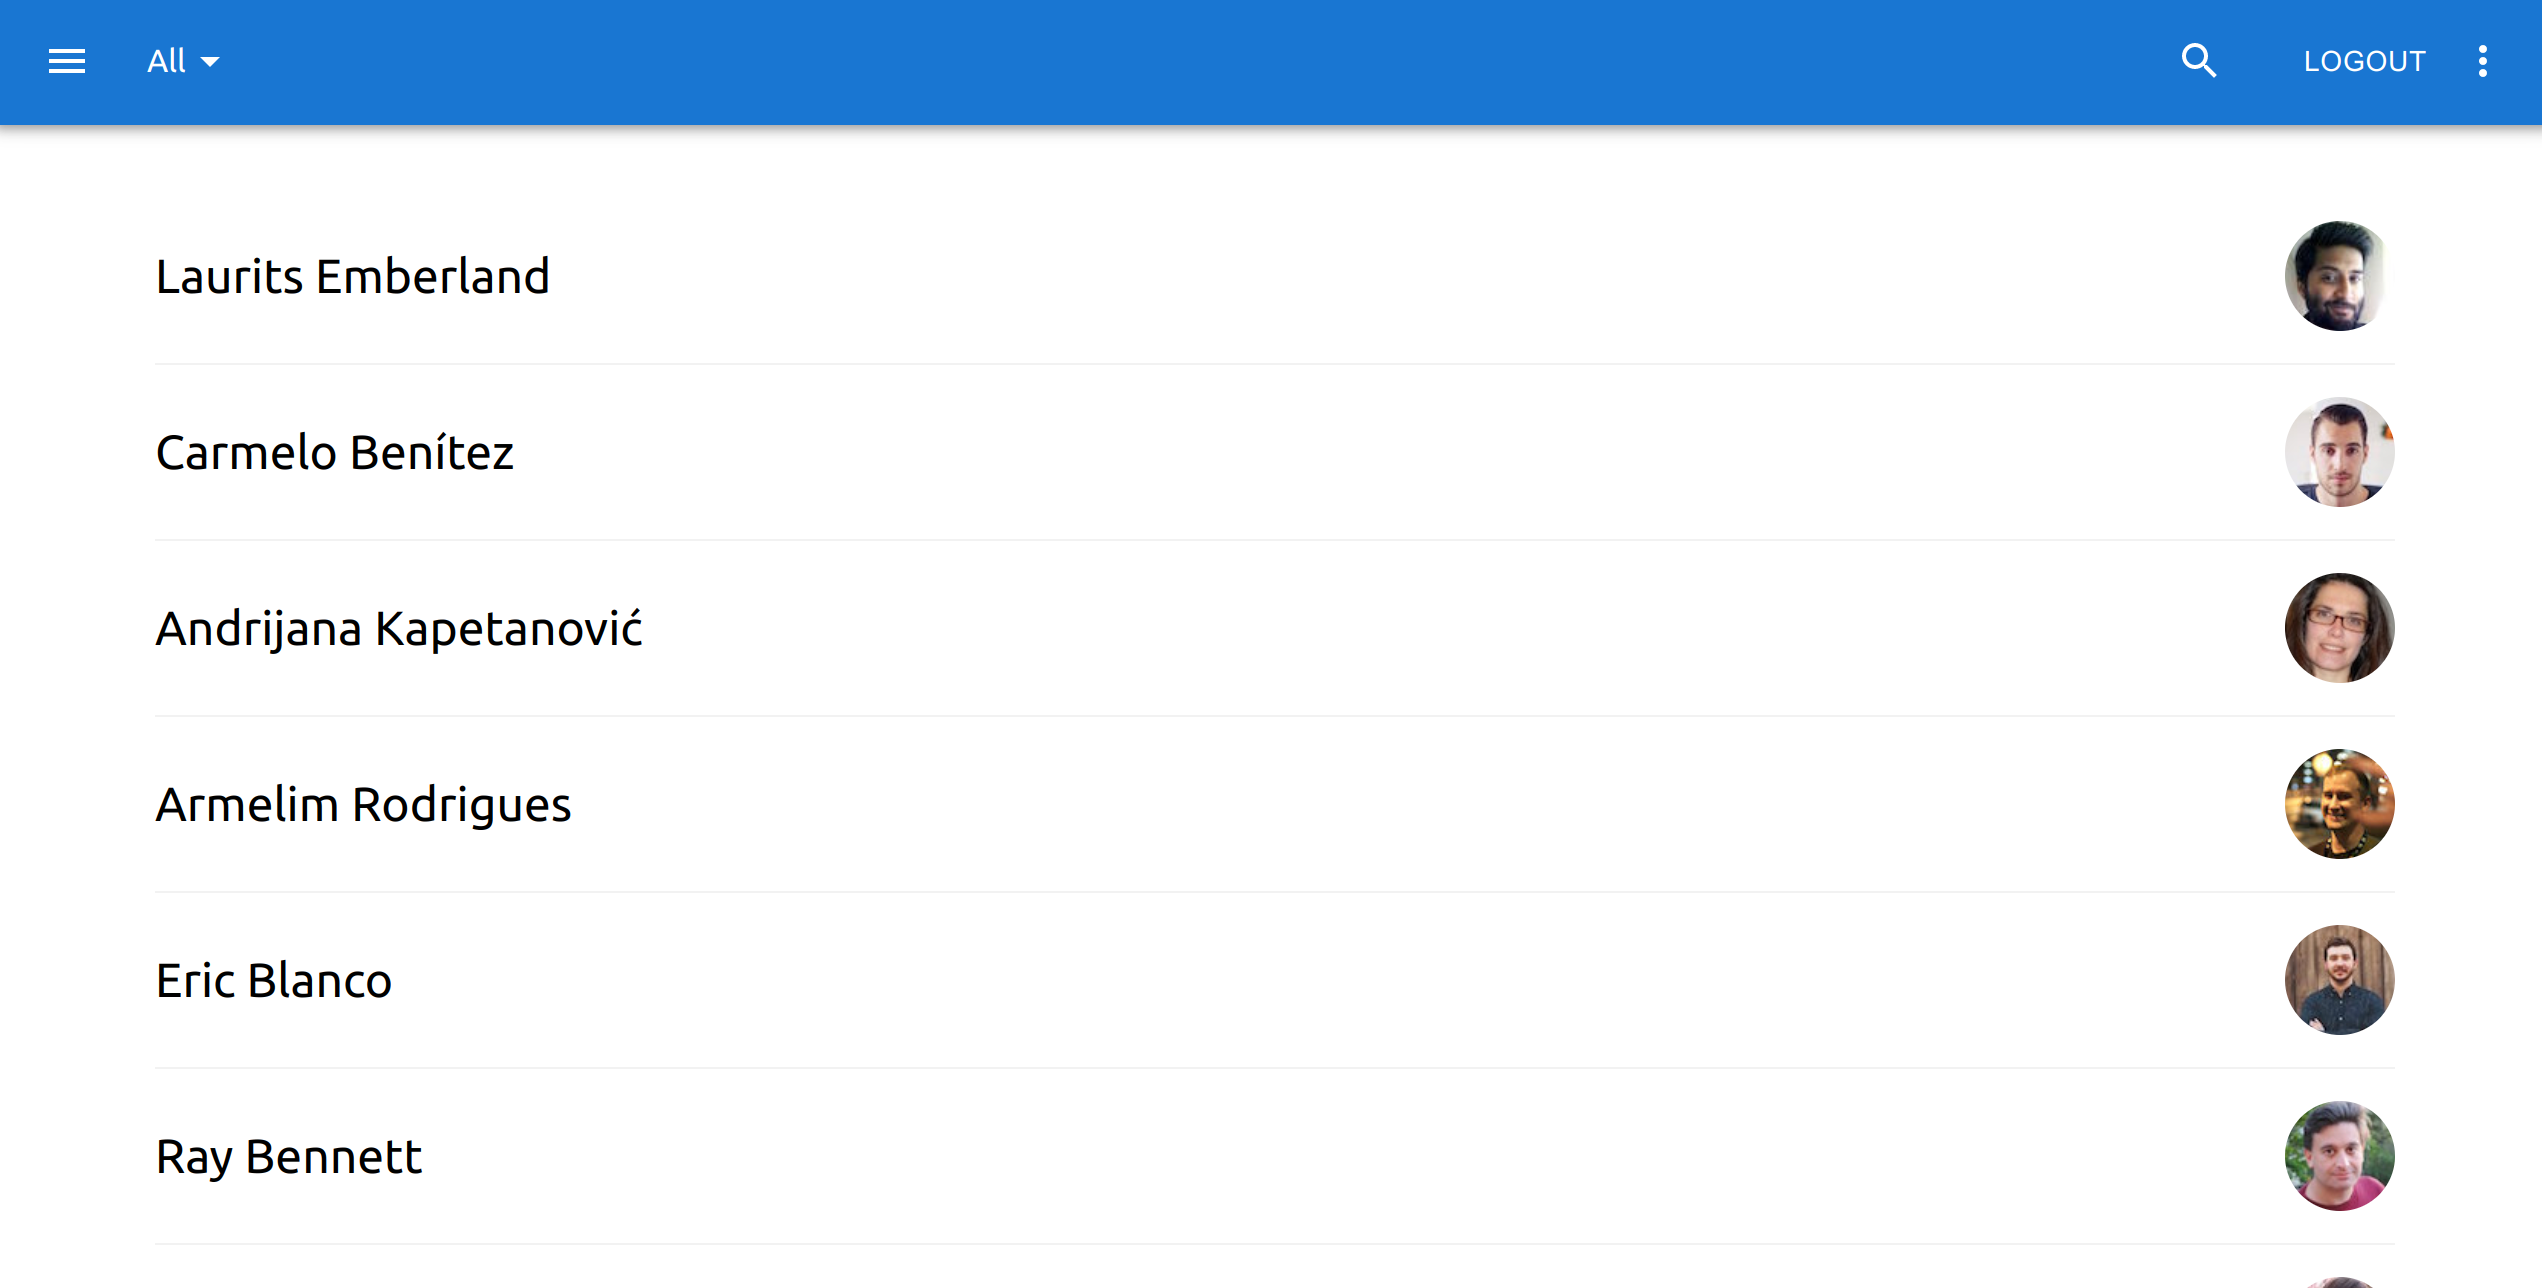 All
LOGOUT
Laurits Emberland
Carmelo Benítez
Andrijana Kapetanović
Armelim Rodrigues
Eric Blanco
Ray Bennett